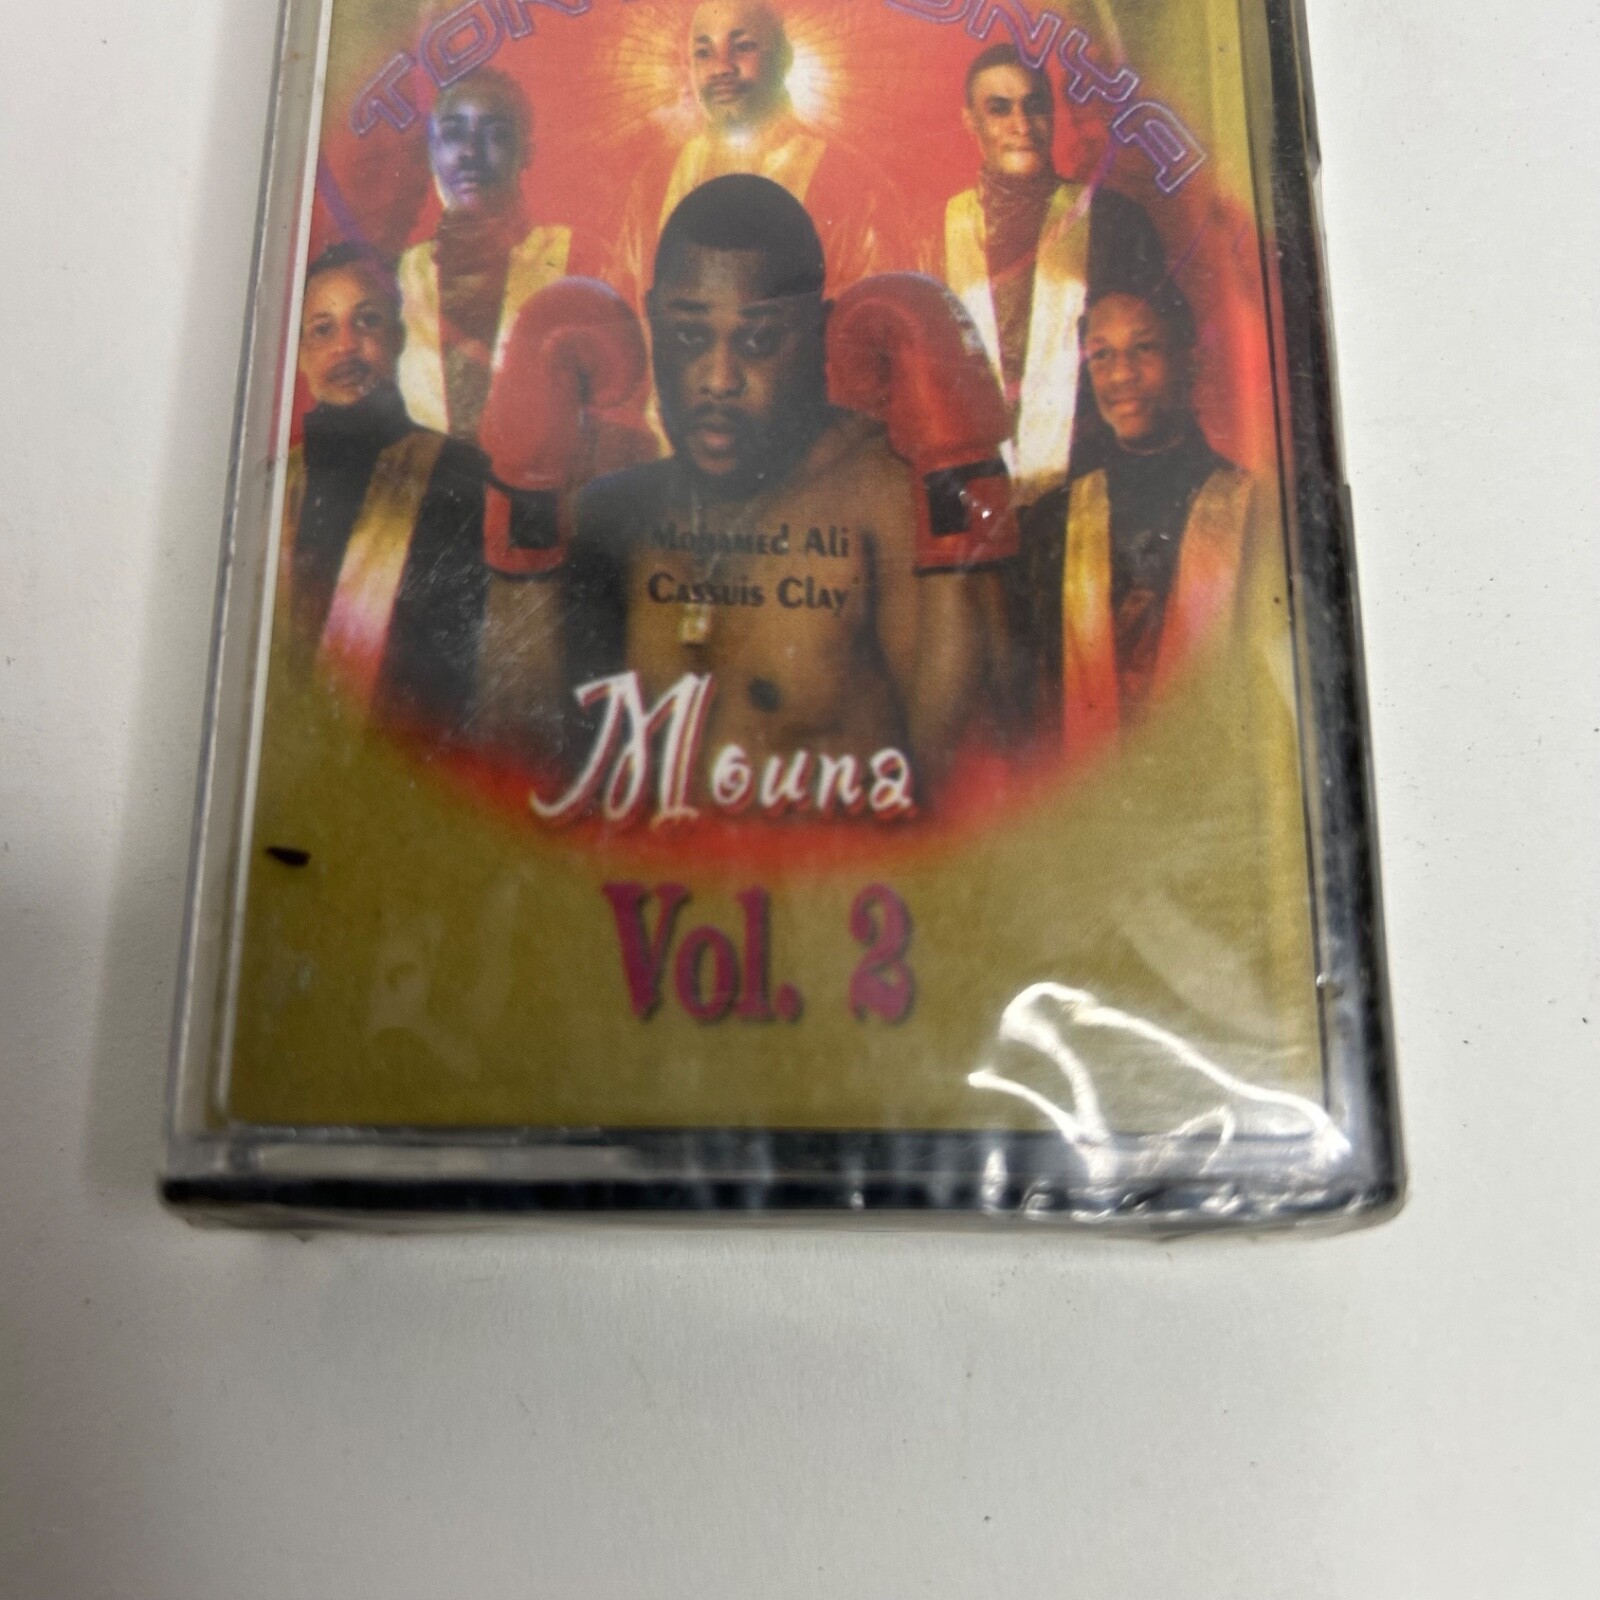 Mohamed Ali
Cassuis Clay
Mouna
Vol. 2